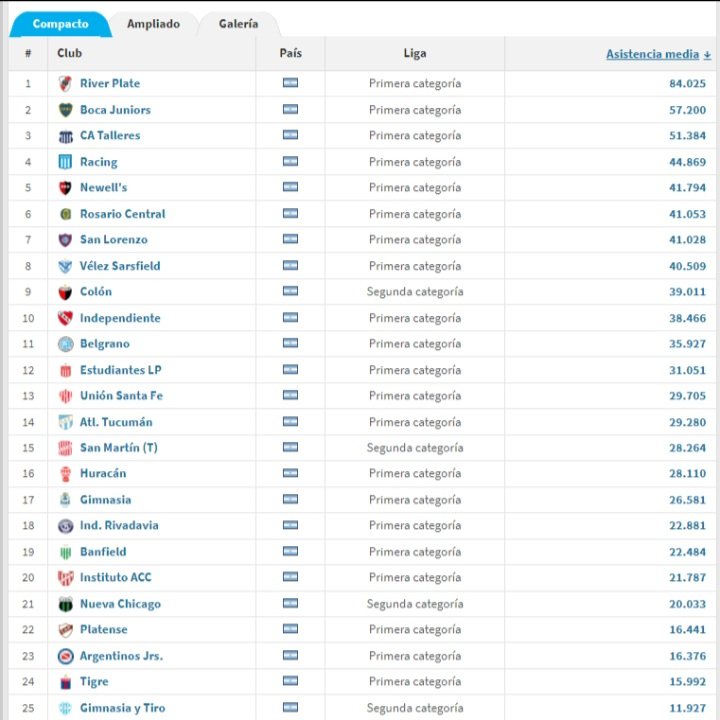 Compacto Ampliado Galería
# Club País Liga Asistencia media ↓
1 River Plate Primera categoría 84.025
2 Boca Juniors Primera categoría 57.200
3 CA Talleres Primera categoría 51.384
4 Racing Primera categoría 44.869
5 Newell's Primera categoría 41.794
6 Rosario Central Primera categoría 41.053
7 San Lorenzo Primera categoría 41.028
8 Vélez Sarsfield Primera categoría 40.509
9 Colón Segunda categoría 39.011
10 Independiente Primera categoría 38.466
11 Belgrano Primera categoría 35.927
12 Estudiantes LP Primera categoría 31.051
13 Unión Santa Fe Primera categoría 29.705
14 Atl. Tucumán Primera categoría 29.280
15 San Martín (T) Segunda categoría 28.264
16 Huracán Primera categoría 28.110
17 Gimnasia Primera categoría 26.581
18 Ind. Rivadavia Primera categoría 22.881
19 Banfield Primera categoría 22.484
20 Instituto ACC Primera categoría 21.787
21 Nueva Chicago Segunda categoría 20.033
22 Platense Primera categoría 16.441
23 Argentinos Jrs. Primera categoría 16.376
24 Tigre Primera categoría 15.992
25 Gimnasia y Tiro Segunda categoría 11.927